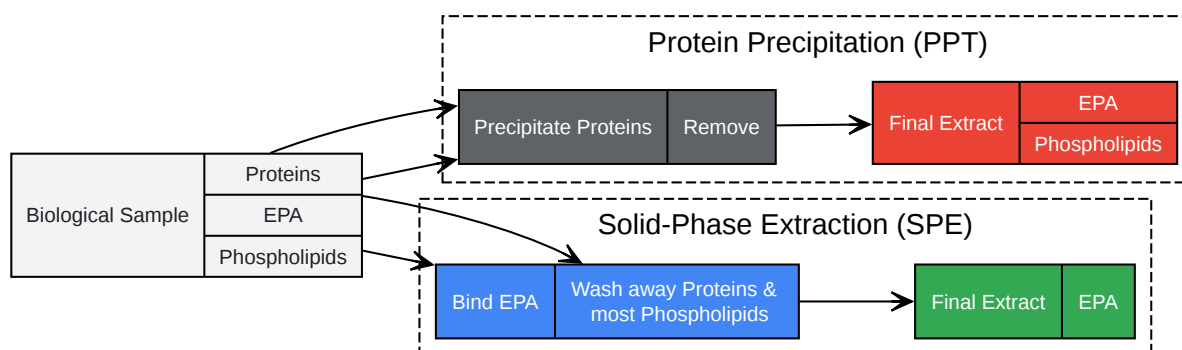 Protein Precipitation (PPT)
Precipitate Proteins
Remove
Final Extract
EPA
Phospholipids
Biological Sample
Proteins
EPA
Phospholipids
Solid-Phase Extraction (SPE)
Bind EPA
Wash away Proteins &
most Phospholipids
Final Extract
EPA